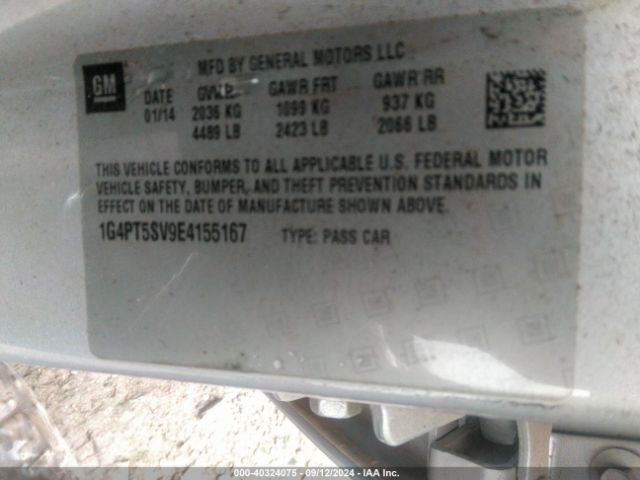 MFD BY GENERAL MOTORS LLC
GM
DATE GVWR GAWR FRT GAWR RR
01/14 2036 KG 1099 KG 937 KG
4489 LB 2423 LB 2066 LB
THIS VEHICLE CONFORMS TO ALL APPLICABLE U.S. FEDERAL MOTOR
VEHICLE SAFETY, BUMPER, AND THEFT PREVENTION STANDARDS IN
EFFECT ON THE DATE OF MANUFACTURE SHOWN ABOVE.
1G4PT5SV9E4155167 TYPE: PASS CAR
000-40324075 - 09/12/2024 - IAA Inc.